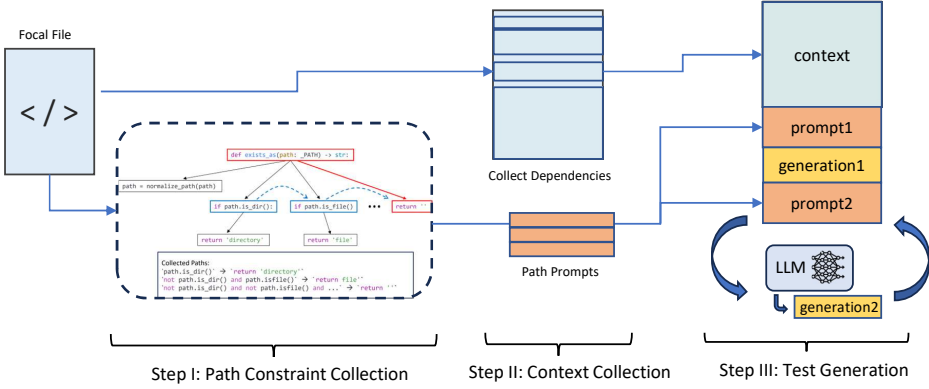 Focal File
</>
def exists_as(path: _PATH) -> str:
path = normalize_path(path)
if path.is_dir():
if path.is_file()
•••
return ''
return 'directory'
return 'file'
Collected Paths:
`path.is_dir()` → `return 'directory'`
`not path.is_dir() and path.isfile()` → `return file'`
`not path.is_dir() and not path.isfile() and ...` → `return ''`
Collect Dependencies
Path Prompts
context
prompt1
generation1
prompt2
LLM
generation2
Step I: Path Constraint Collection
Step II: Context Collection
Step III: Test Generation